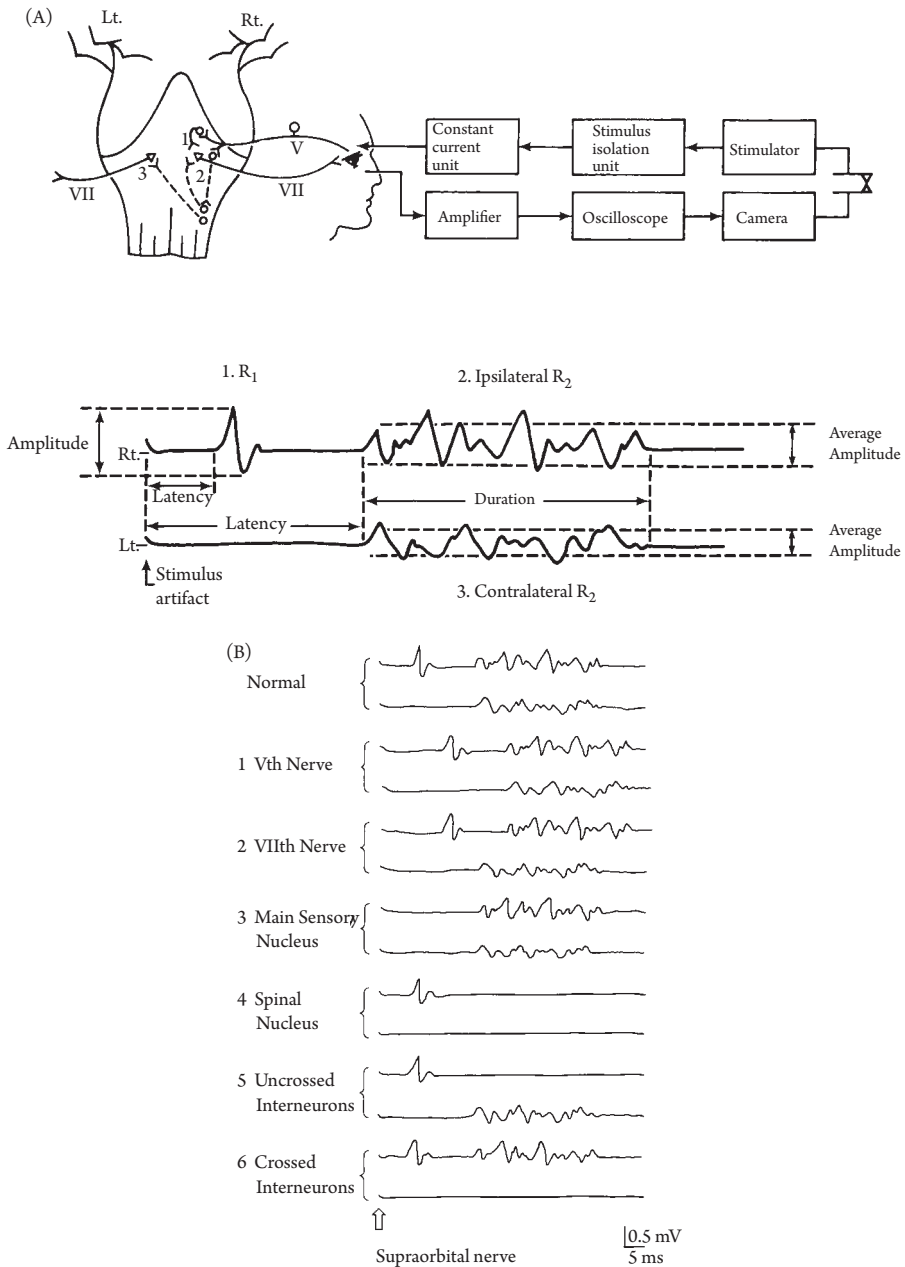 (A)
Lt.
Rt.
1
2
3
V
VII
VII
Constant
current
unit
Stimulus
isolation
unit
Stimulator
Amplifier
Oscilloscope
Camera
1. R1
2. Ipsilateral R2
Amplitude
Rt.
Latency
Average
Amplitude
Duration
Latency
Lt.
Average
Amplitude
Stimulus
artifact
3. Contralateral R2
(B)
Normal
1 Vth Nerve
2 VIIth Nerve
3 Main Sensory
Nucleus
4 Spinal
Nucleus
5 Uncrossed
Interneurons
6 Crossed
Interneurons
Supraorbital nerve
0.5 mV
5 ms